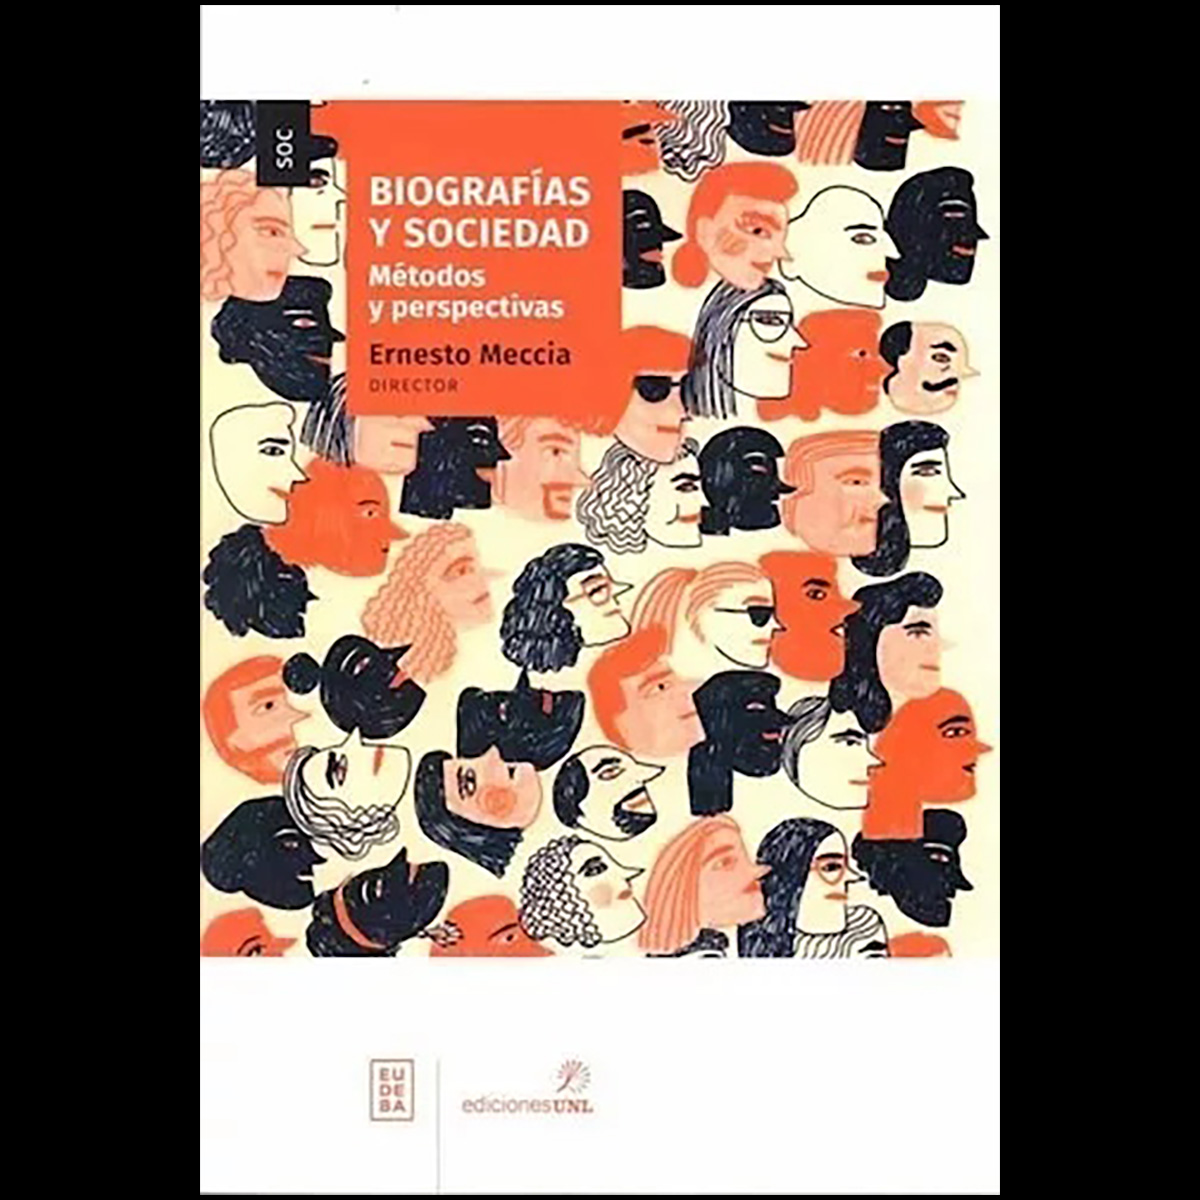 SOC
BIOGRAFÍAS
Y SOCIEDAD
Métodos
y perspectivas
Ernesto Meccia
DIRECTOR
EU
DE
BA
edicionesUNL